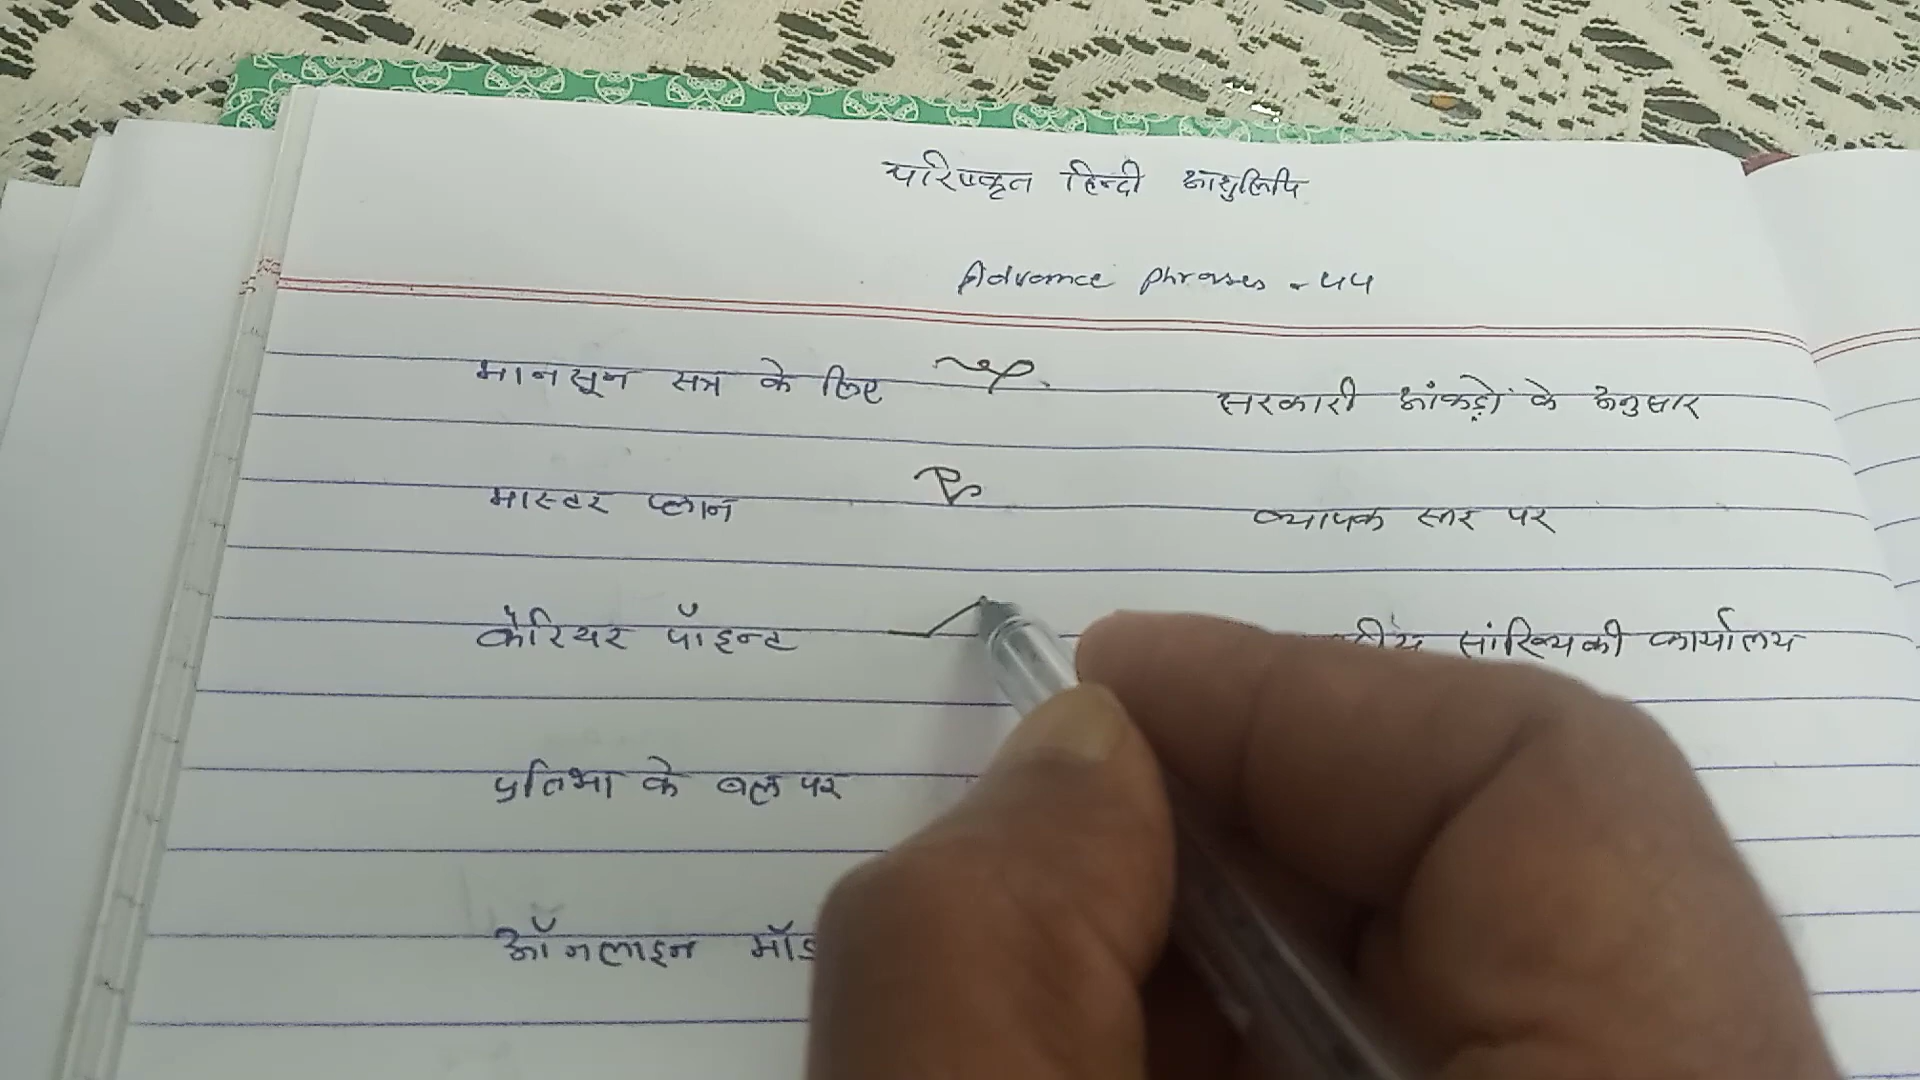 परिष्कृत हिन्दी आशुलिपि
Advance phrases - 44
मानसून सत्र के लिए
सरकारी आंकड़ों के अनुसार
मास्टर प्लान
व्यापक स्तर पर
कैरियर पॉइन्ट
सांख्यिकी कार्यालय
प्रतिभा के बल पर
ऑनलाइन